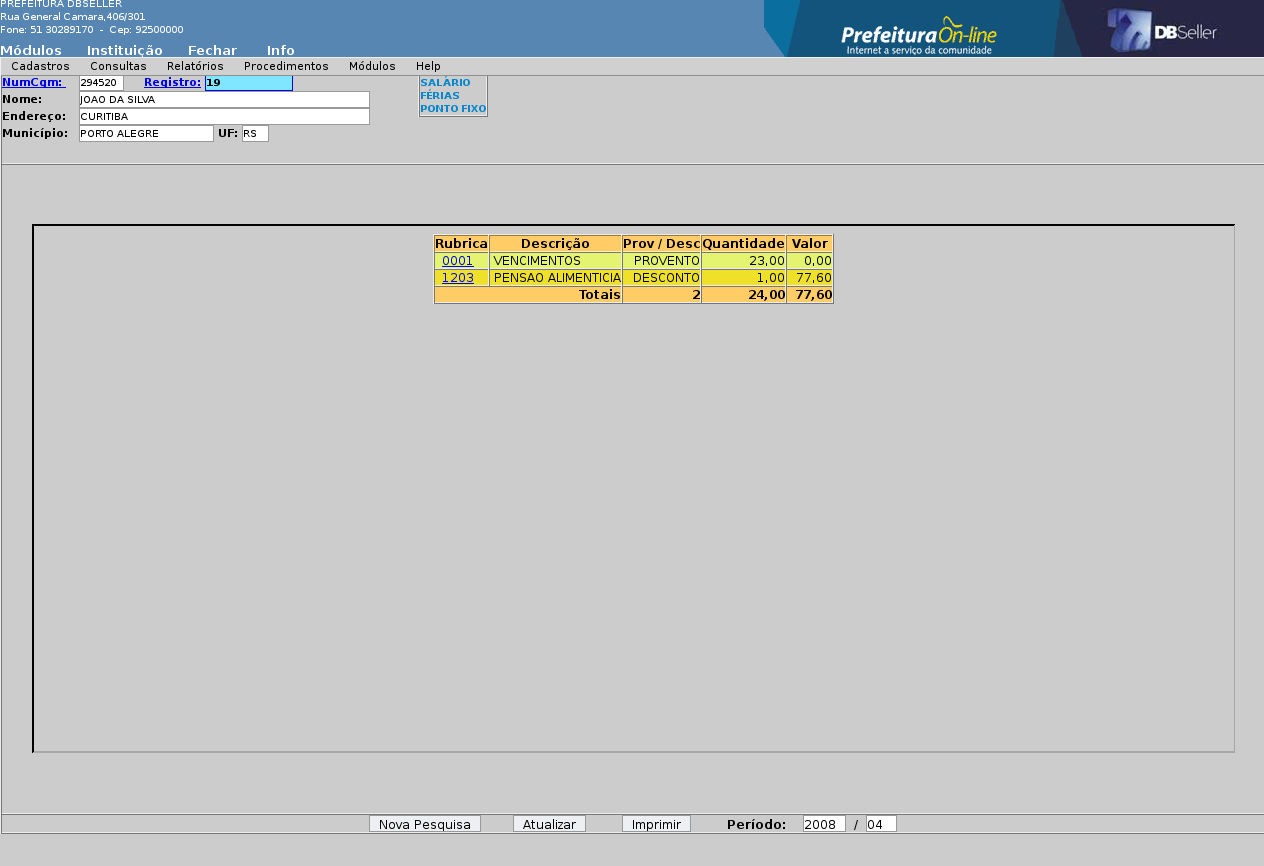 PREFEITURA DBSELLER
Rua General Camara,406/301
Fone: 51 30289170 - Cep: 92500000
Prefeitura On-line
Internet a serviço da comunidade
DBSeller
Módulos Instituição Fechar Info
Cadastros Consultas Relatórios Procedimentos Módulos Help
NumCgm: 294520 Registro: 19
Nome: JOAO DA SILVA
Endereço: CURITIBA
Município: PORTO ALEGRE UF: RS
SALÁRIO
FÉRIAS
PONTO FIXO
Rubrica Descrição Prov / Desc Quantidade Valor
0001 VENCIMENTOS PROVENTO 23,00 0,00
1203 PENSAO ALIMENTICIA DESCONTO 1,00 77,60
Totais 2 24,00 77,60
Nova Pesquisa Atualizar Imprimir Período: 2008 / 04